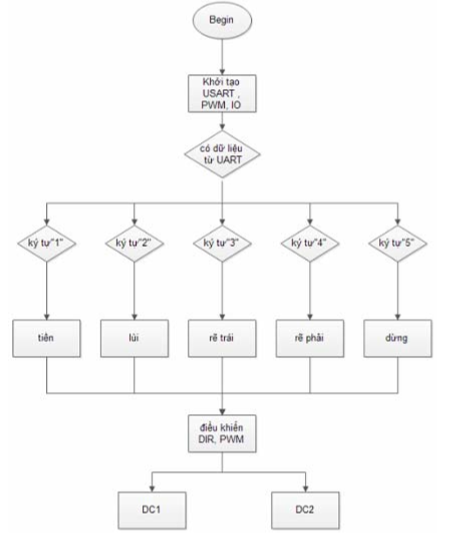 Begin
Khởi tạo
USART ,
PWM, IO
có dữ liệu
từ UART
ký tự"1"
ký tự"2"
ký tự"3"
ký tự"4"
ký tự"5"
tiến
lùi
rẽ trái
rẽ phải
dừng
điều khiển
DIR, PWM
DC1
DC2